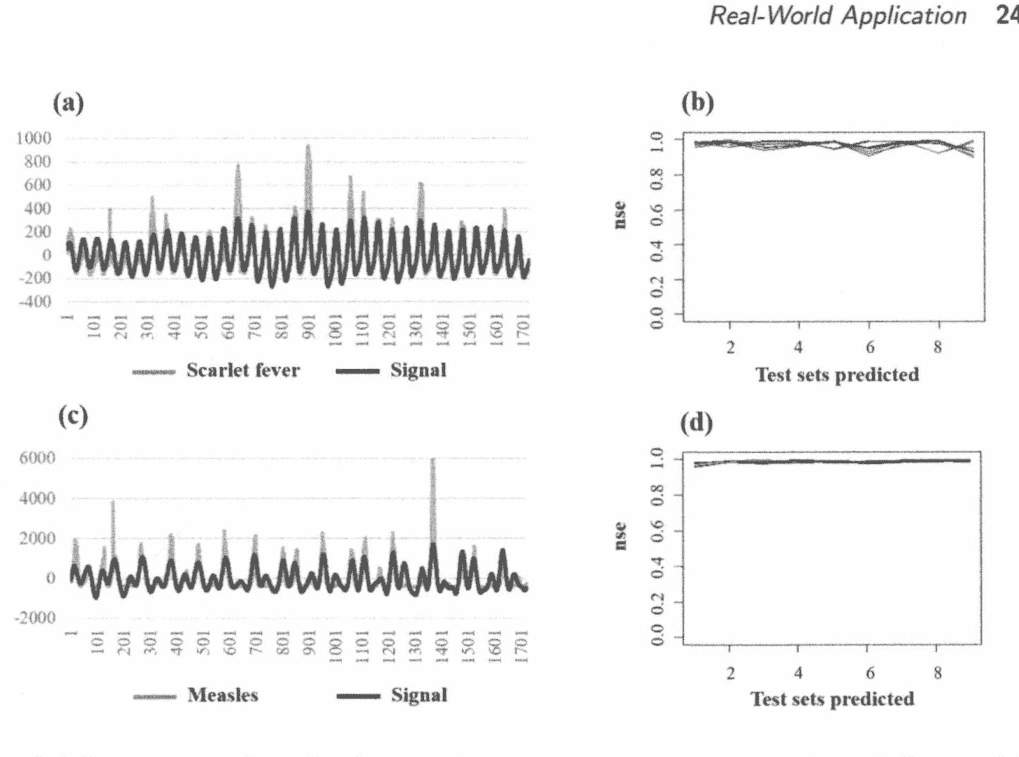 Real-World Application 24
(a)
1000
800
600
400
200
0
-200
-400
1 101 201 301 401 501 601 701 801 901 1001 1101 1201 1301 1401 1501 1601 1701
Scarlet fever Signal
(b)
nse
1.0
0.8
0.6
0.4
0.2
0.0
2 4 6 8
Test sets predicted
(c)
6000
4000
2000
0
-2000
1 101 201 301 401 501 601 701 801 901 1001 1101 1201 1301 1401 1501 1601 1701
Measles Signal
(d)
nse
1.0
0.8
0.6
0.4
0.2
0.0
2 4 6 8
Test sets predicted